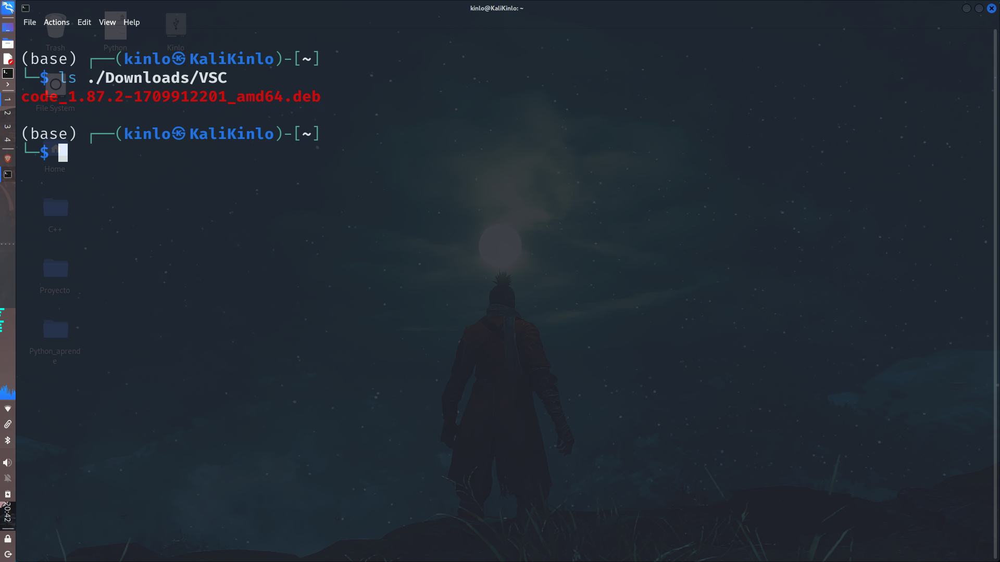 kinlo@KaliKinlo: ~
File Actions Edit View Help
Trash Python Kinlo
(base) ┌──(kinlo㉿KaliKinlo)-[~]
└─$ ls ./Downloads/VSC
code_1.87.2-1709912201_amd64.deb
File System
(base) ┌──(kinlo㉿KaliKinlo)-[~]
└─$
Home
C++
Proyecto
Python_aprend
e
1
2
3
4
20:42